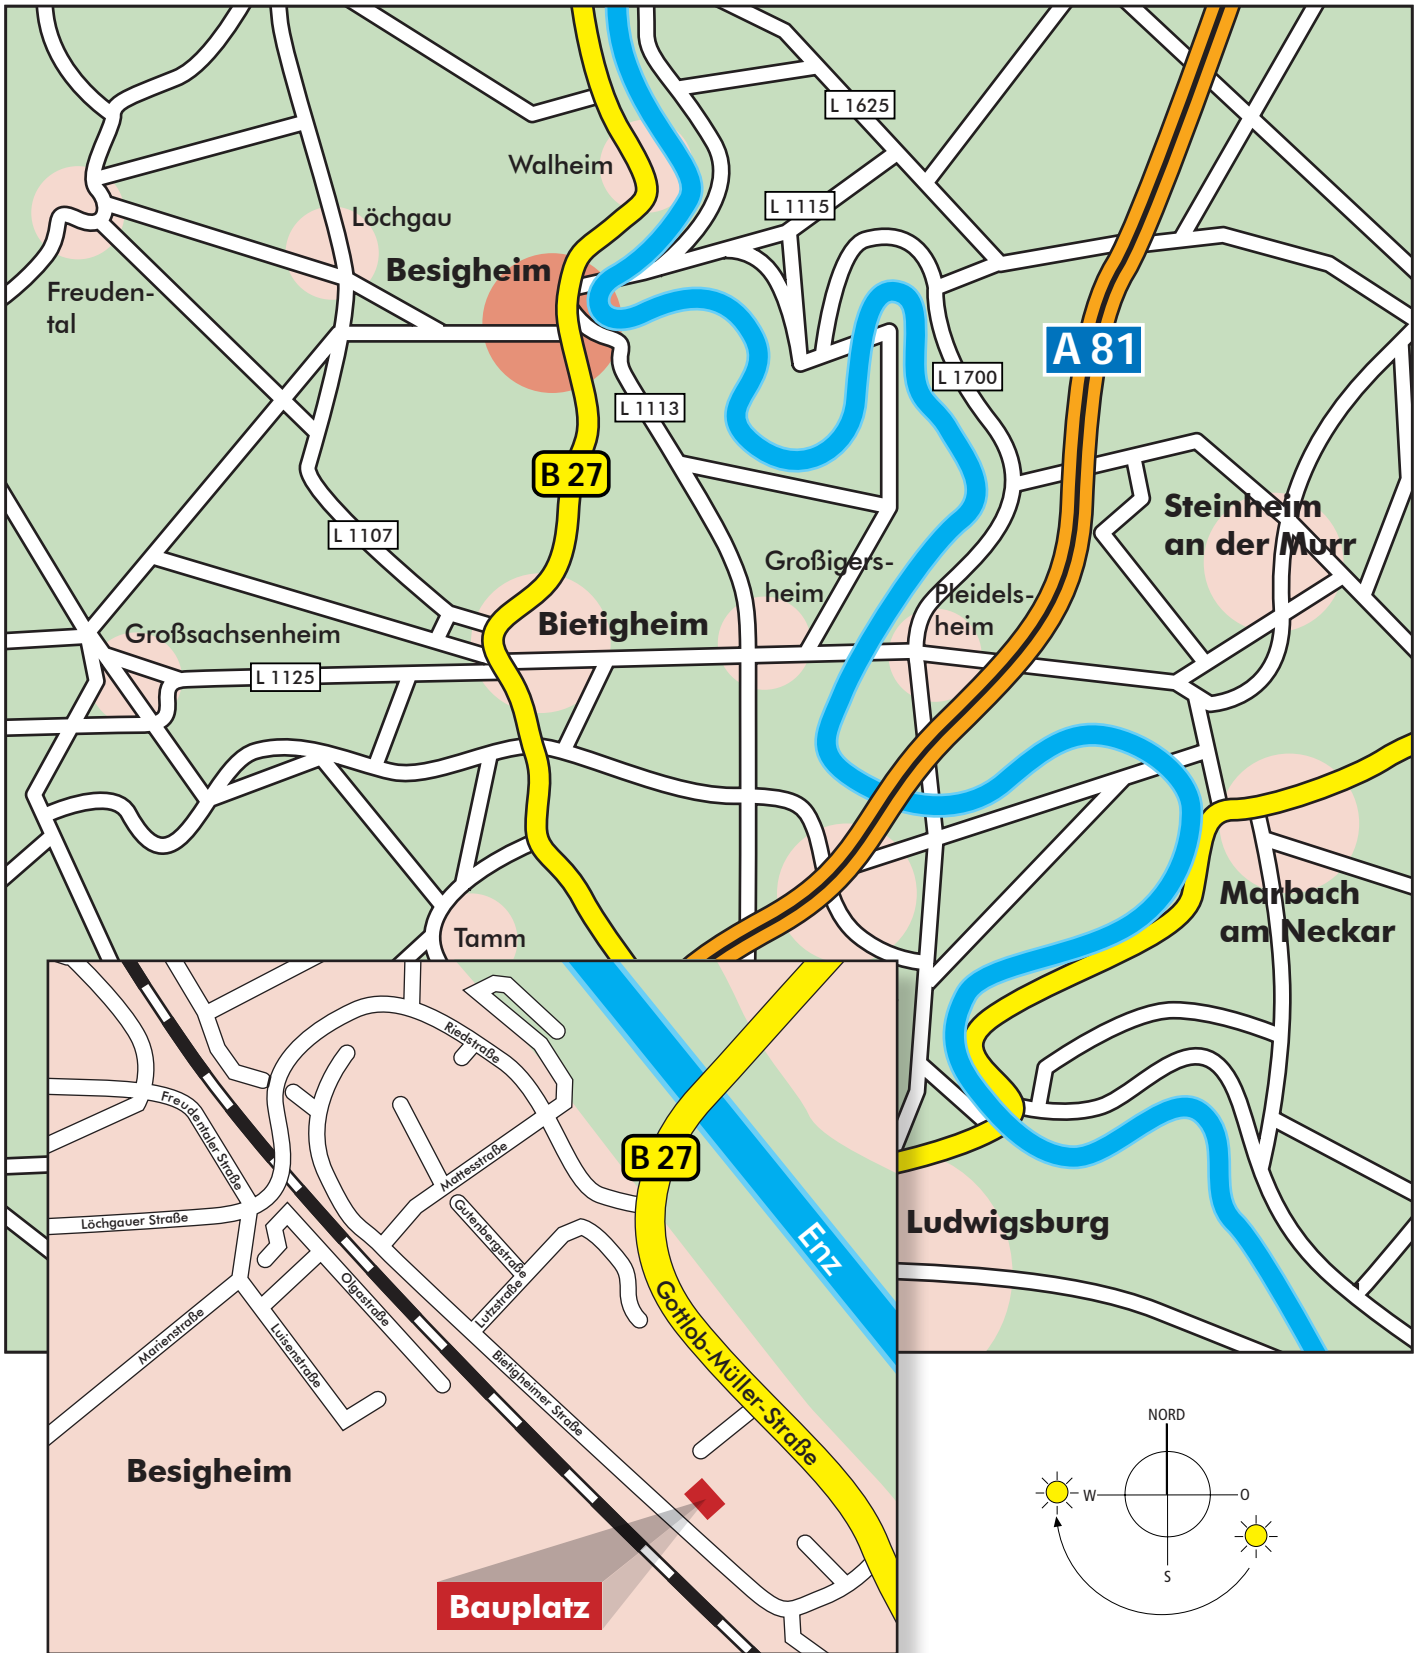 L 1625
Walheim
L 1115
Löchgau
Besigheim
Freuden-
tal
A 81
L 1700
L 1113
B 27
Steinheim
an der Murr
L 1107
Großigers-
heim
Pleidels-
heim
Bietigheim
Großsachsenheim
L 1125
Marbach
am Neckar
Tamm
Riedstraße
Freudentaler Straße
Mattesstraße
B 27
Gutenbergstraße
Löchgauer Straße
Ludwigsburg
Enz
Olgastraße
Lutzstraße
Marienstraße
Luisenstraße
Gottlob-Müller-Straße
Bietigheimer Straße
Besigheim
Bauplatz
NORD
W
O
S